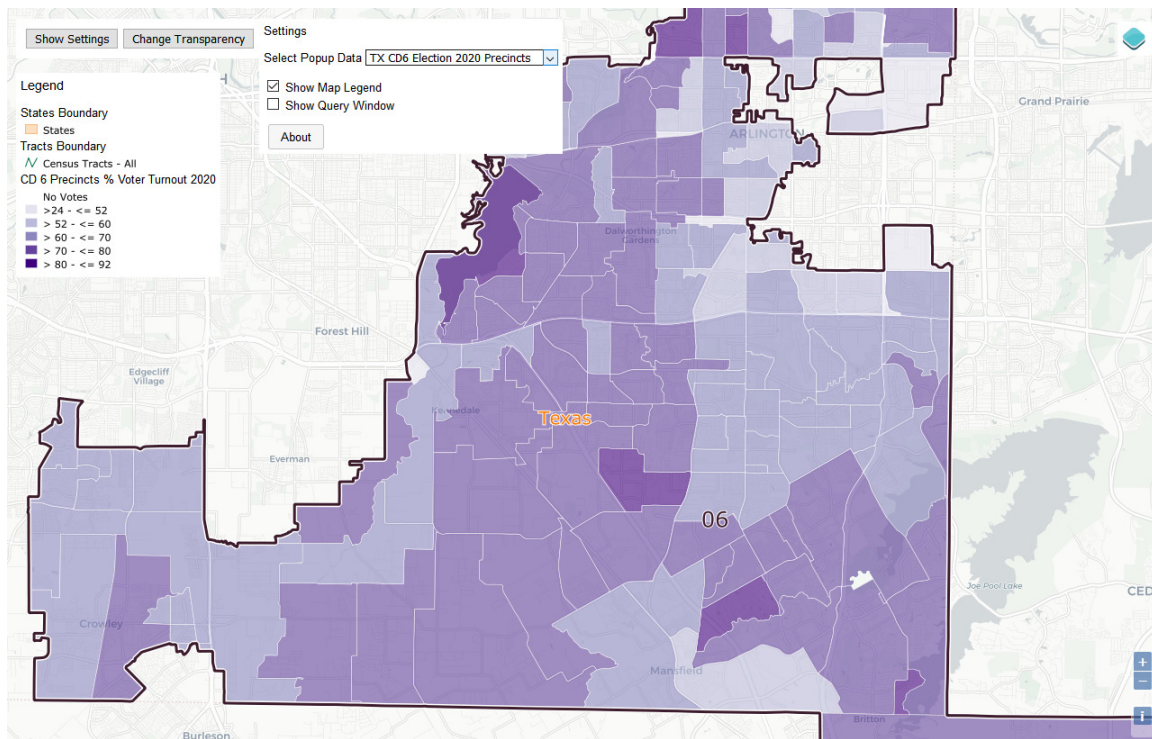 Show Settings
Change Transparency
Settings
Select Popup Data TX CD6 Election 2020 Precincts
Show Map Legend
Show Query Window
About
Legend
States Boundary
States
Tracts Boundary
Census Tracts - All
CD 6 Precincts % Voter Turnout 2020
No Votes
>24 - <= 52
> 52 - <= 60
> 60 - <= 70
> 70 - <= 80
> 80 - <= 92
H
Grand Prairie
ARLINGTON
Dalworthington
Gardens
Forest Hill
Edgecliff
Village
Kennedale
Texas
Everman
06
Joe Pool Lake
CED
Crowley
Mansfield
+
−
i
Britton
Burleson